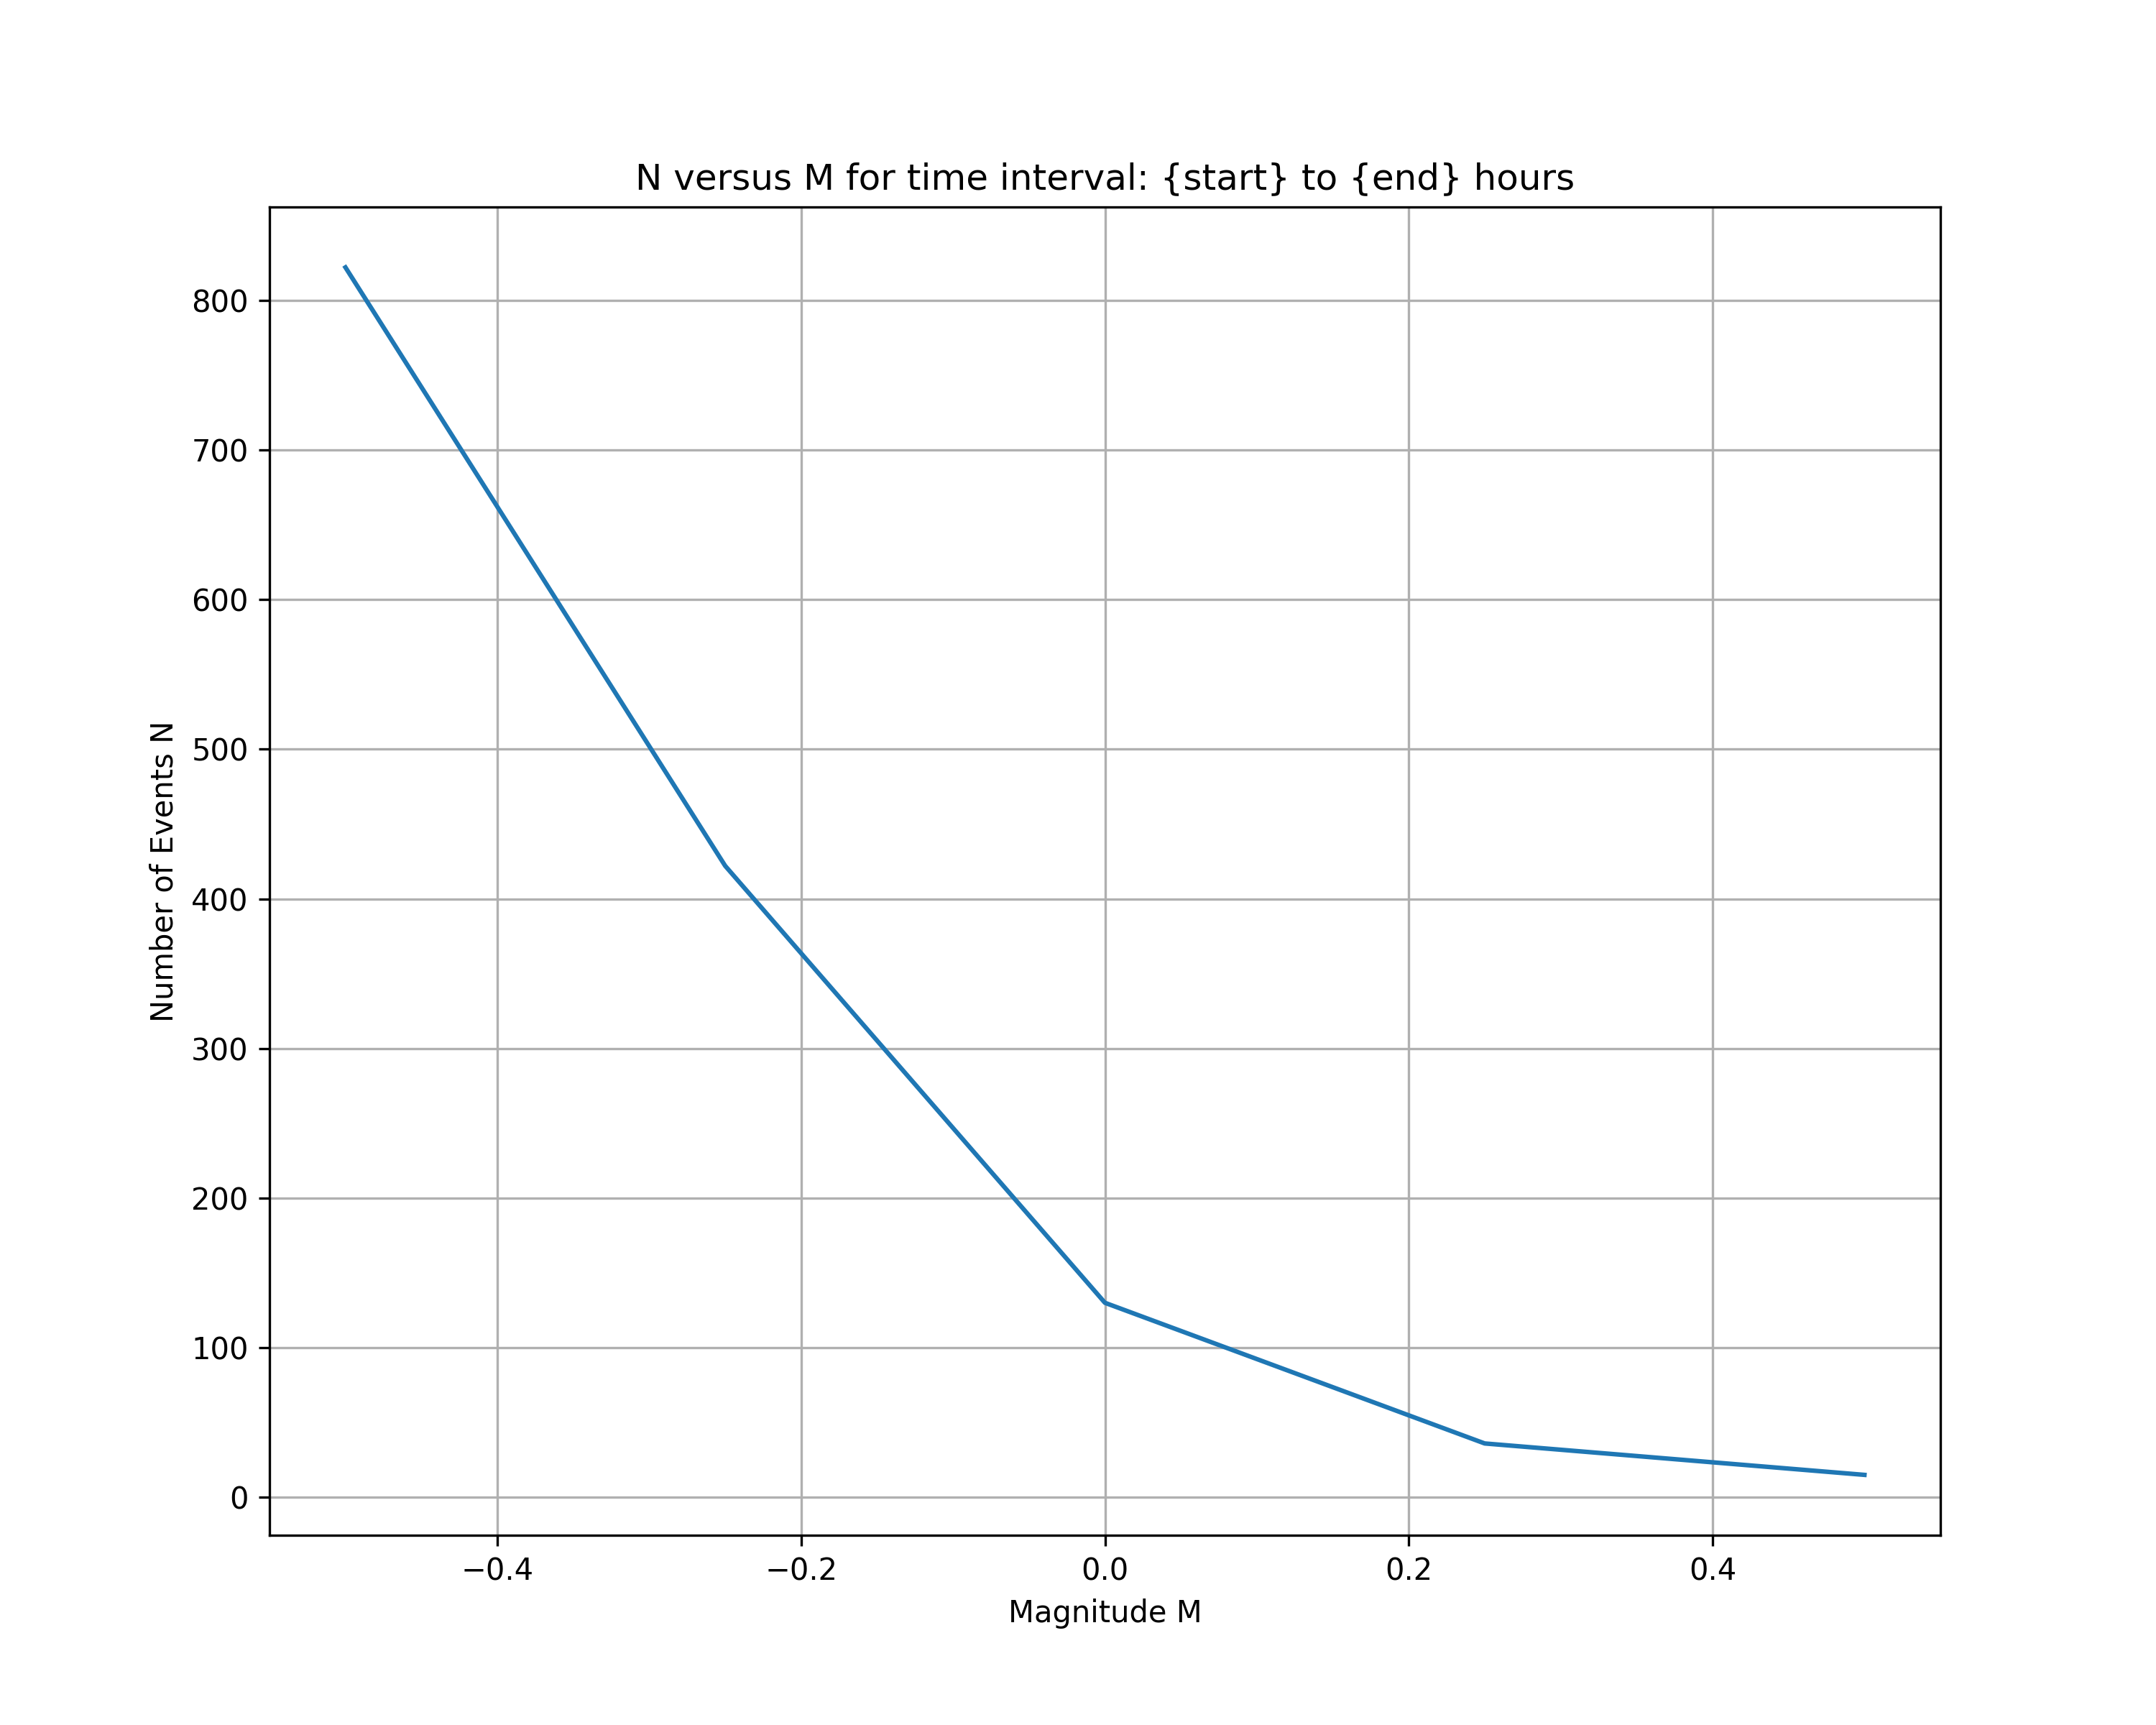 N versus M for time interval: {start} to {end} hours
800
700
600
500
400
300
200
100
0
Number of Events N
−0.4 −0.2 0.0 0.2 0.4
Magnitude M